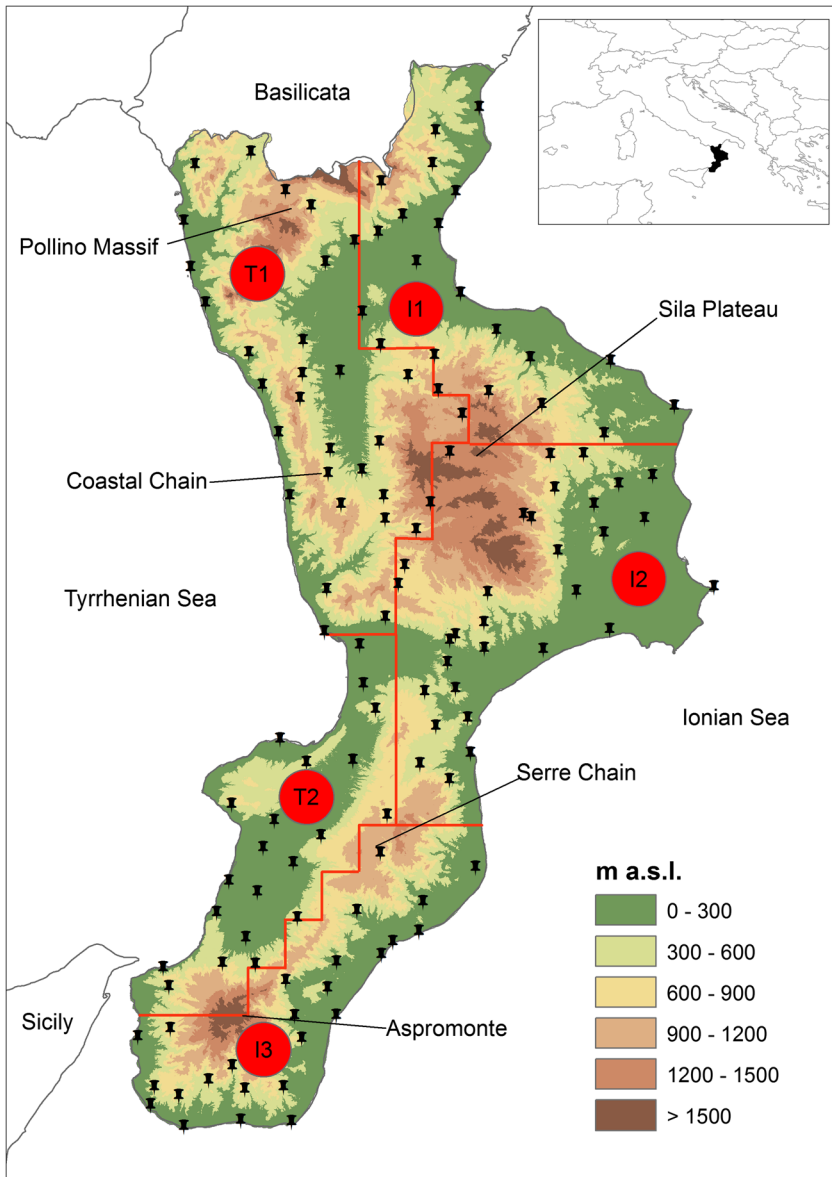 Basilicata
Pollino Massif
T1
I1
Sila Plateau
Coastal Chain
I2
Tyrrhenian Sea
Ionian Sea
Serre Chain
T2
m a.s.l.
0 - 300
300 - 600
600 - 900
900 - 1200
1200 - 1500
> 1500
Sicily
Aspromonte
I3